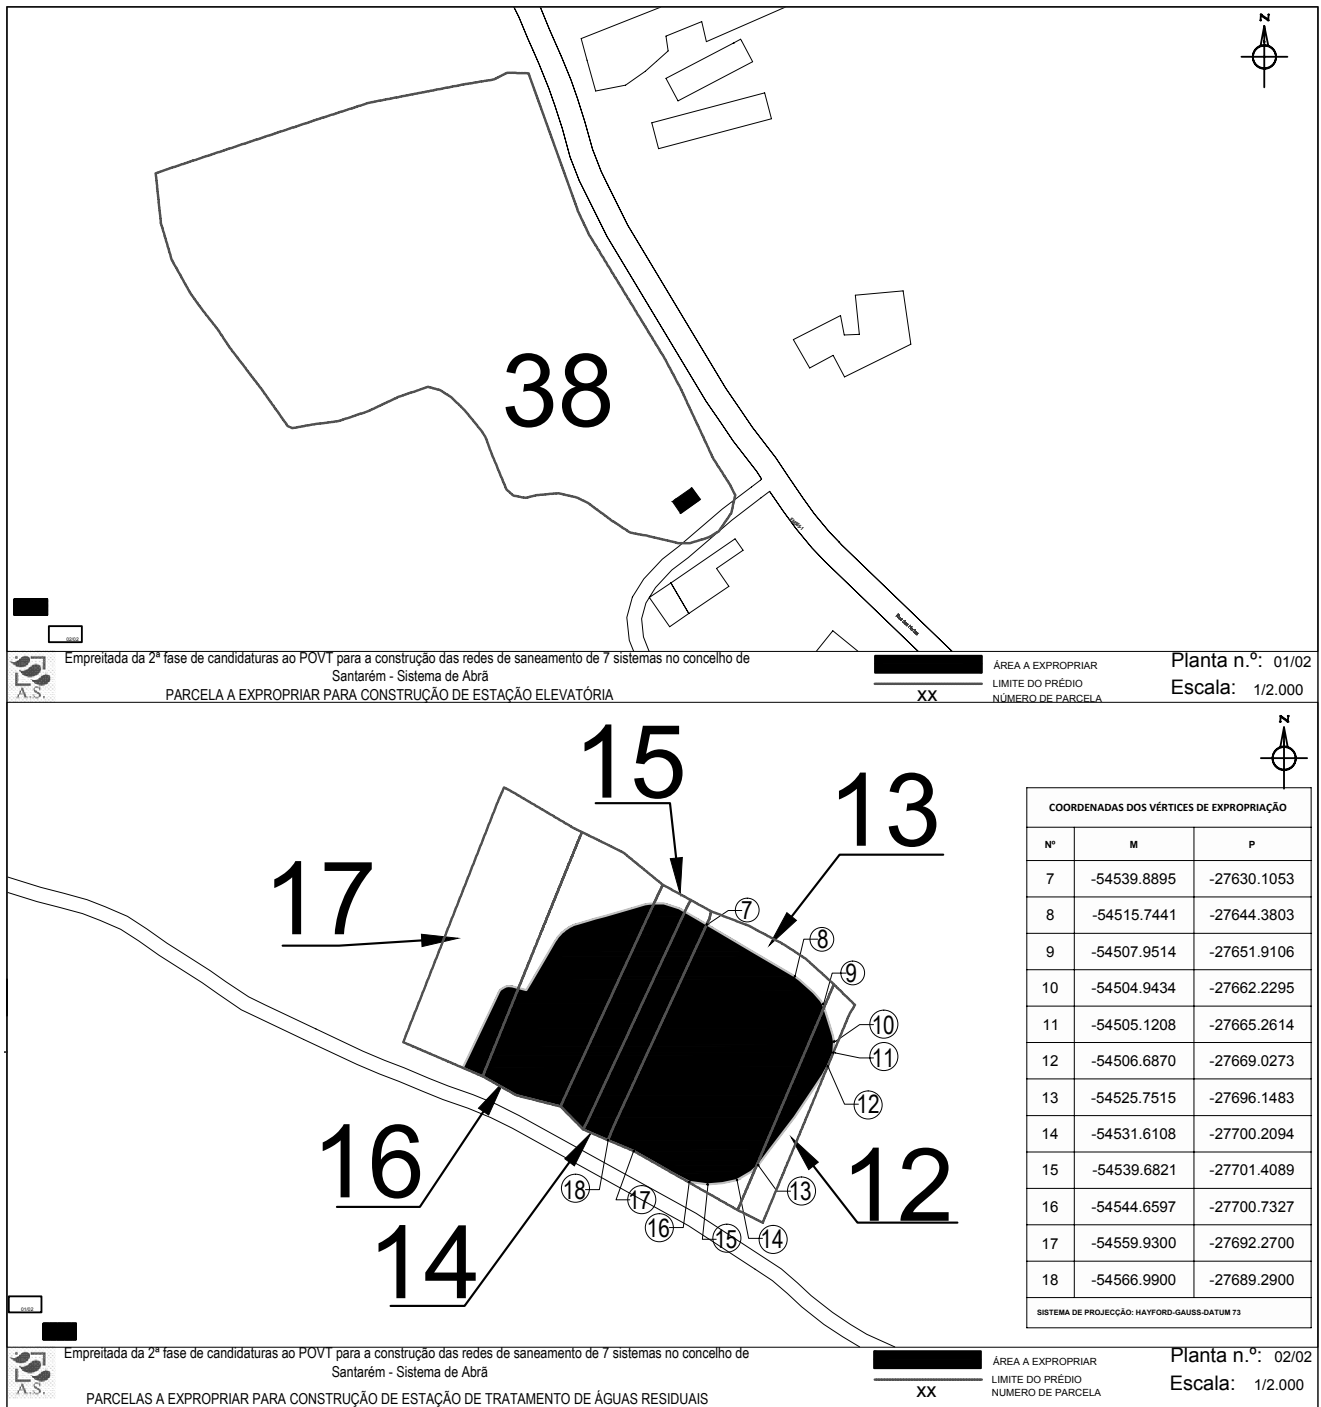 N
38
Rua das Hortas
02/02
A.S.
Empreitada da 2ª fase de candidaturas ao POVT para a construção das redes de saneamento de 7 sistemas no concelho de
Santarém - Sistema de Abrã
PARCELA A EXPROPRIAR PARA CONSTRUÇÃO DE ESTAÇÃO ELEVATÓRIA
ÁREA A EXPROPRIAR
LIMITE DO PRÉDIO
XX NÚMERO DE PARCELA
Planta n.º: 01/02
Escala: 1/2.000
N
15
13
17
16
14
12
7
8
9
10
11
12
13
14
15
16
17
18
COORDENADAS DOS VÉRTICES DE EXPROPRIAÇÃO
Nº M P
7 -54539.8895 -27630.1053
8 -54515.7441 -27644.3803
9 -54507.9514 -27651.9106
10 -54504.9434 -27662.2295
11 -54505.1208 -27665.2614
12 -54506.6870 -27669.0273
13 -54525.7515 -27696.1483
14 -54531.6108 -27700.2094
15 -54539.6821 -27701.4089
16 -54544.6597 -27700.7327
17 -54559.9300 -27692.2700
18 -54566.9900 -27689.2900
SISTEMA DE PROJECÇÃO: HAYFORD-GAUSS-DATUM 73
01/02
A.S.
Empreitada da 2ª fase de candidaturas ao POVT para a construção das redes de saneamento de 7 sistemas no concelho de
Santarém - Sistema de Abrã
PARCELAS A EXPROPRIAR PARA CONSTRUÇÃO DE ESTAÇÃO DE TRATAMENTO DE ÁGUAS RESIDUAIS
ÁREA A EXPROPRIAR
LIMITE DO PRÉDIO
XX NUMERO DE PARCELA
Planta n.º: 02/02
Escala: 1/2.000